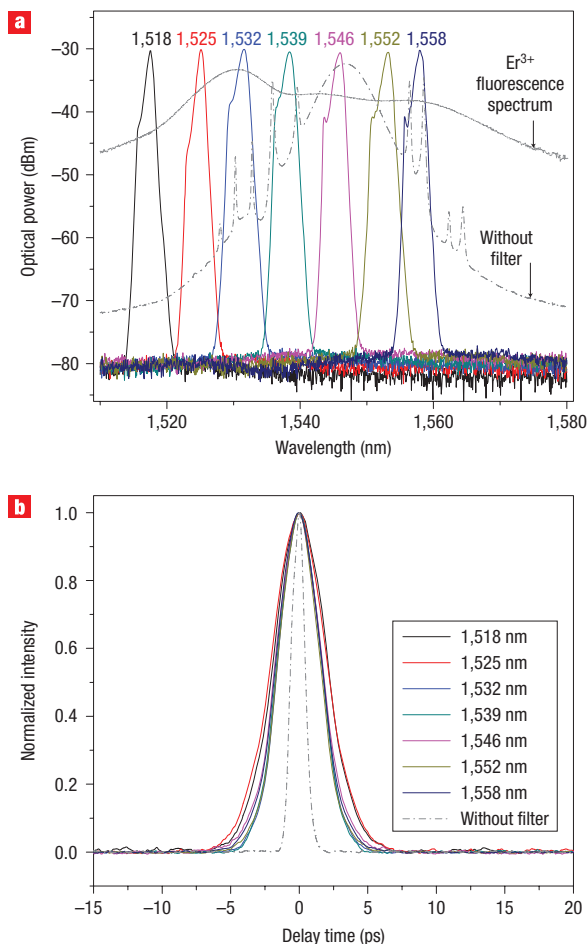 a
1,518 1,525 1,532 1,539 1,546 1,552 1,558
–30
–40
–50
–60
–70
–80
Optical power (dBm)
Er³⁺
fluorescence
spectrum
Without
filter
1,520 1,540 1,560 1,580
Wavelength (nm)
b
1.0
0.8
0.6
0.4
0.2
0.0
Normalized intensity
1,518 nm
1,525 nm
1,532 nm
1,539 nm
1,546 nm
1,552 nm
1,558 nm
Without filter
–15 –10 –5 0 5 10 15 20
Delay time (ps)